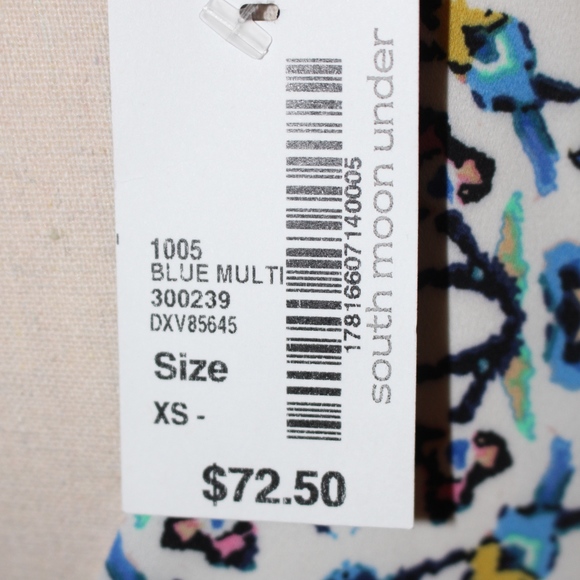 1005
BLUE MULTI
300239
DXV85645
Size
XS -
$72.50
17816607140005
south moon under